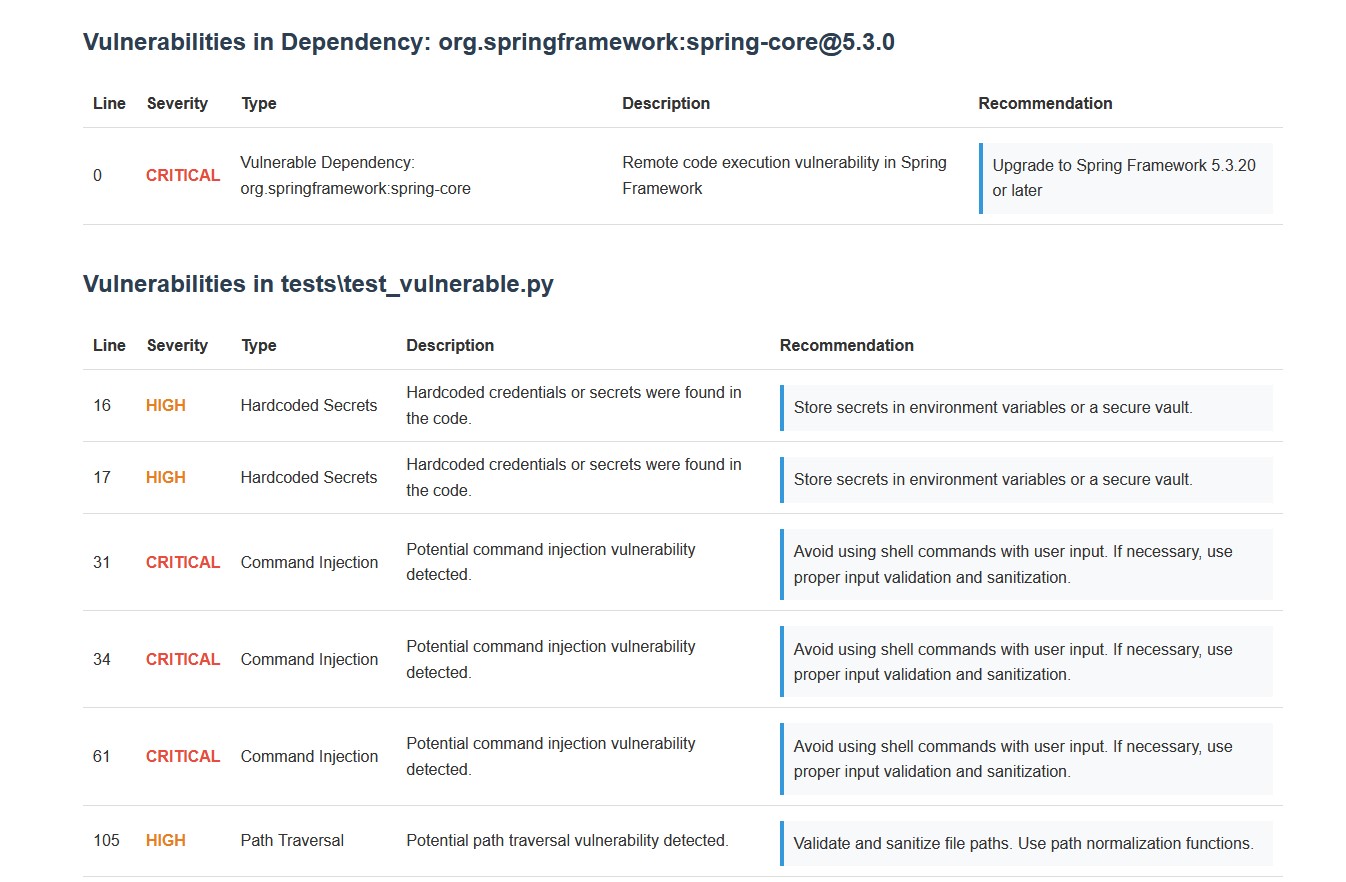 Vulnerabilities in Dependency: org.springframework:spring-core@5.3.0
Line Severity Type Description Recommendation
0 CRITICAL Vulnerable Dependency:
org.springframework:spring-core
Remote code execution vulnerability in Spring
Framework
Upgrade to Spring Framework 5.3.20
or later
Vulnerabilities in tests\test_vulnerable.py
Line Severity Type Description Recommendation
16 HIGH Hardcoded Secrets
Hardcoded credentials or secrets were found in
the code.
Store secrets in environment variables or a secure vault.
17 HIGH Hardcoded Secrets
Hardcoded credentials or secrets were found in
the code.
Store secrets in environment variables or a secure vault.
31 CRITICAL Command Injection
Potential command injection vulnerability
detected.
Avoid using shell commands with user input. If necessary, use
proper input validation and sanitization.
34 CRITICAL Command Injection
Potential command injection vulnerability
detected.
Avoid using shell commands with user input. If necessary, use
proper input validation and sanitization.
61 CRITICAL Command Injection
Potential command injection vulnerability
detected.
Avoid using shell commands with user input. If necessary, use
proper input validation and sanitization.
105 HIGH Path Traversal Potential path traversal vulnerability detected. Validate and sanitize file paths. Use path normalization functions.